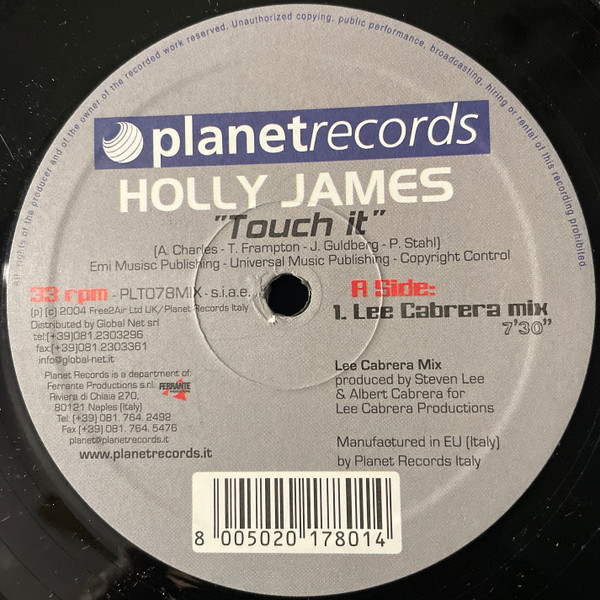 all rights of the producer and of the owner of the recorded work reserved. Unauthorized copying, public performance, broadcasting, hiring or rental of this recording prohibited.
planetrecords
HOLLY JAMES
"Touch it"
(A. Charles - T. Frampton - J. Guldberg - P. Stahl)
Emi Musisc Publishing - Universal Music Publishing - Copyright Control
33 rpm - PLT078MIX - s.i.a.e.
(p) (c) 2004 Free2Air Ltd UK/Planet Records Italy
Distributed by Global Net srl
tel:(+39)081.2303296
fax:(+39)081.2303361
info@global-net.it
Planet Records is a department of:
Ferrante Productions s.r.l.
Riviera di Chiaia 270,
80121 Naples (Italy)
Tel: (+39) 081. 764. 2492
Fax (+39) 081. 764. 5476
planet@planetrecords.it
www.planetrecords.it
FERRANTE
A Side:
1. Lee Cabrera mix
7'30"
Lee Cabrera Mix
produced by Steven Lee
& Albert Cabrera for
Lee Cabrera Productions
Manufactured in EU (Italy)
by Planet Records Italy
8 005020 178014